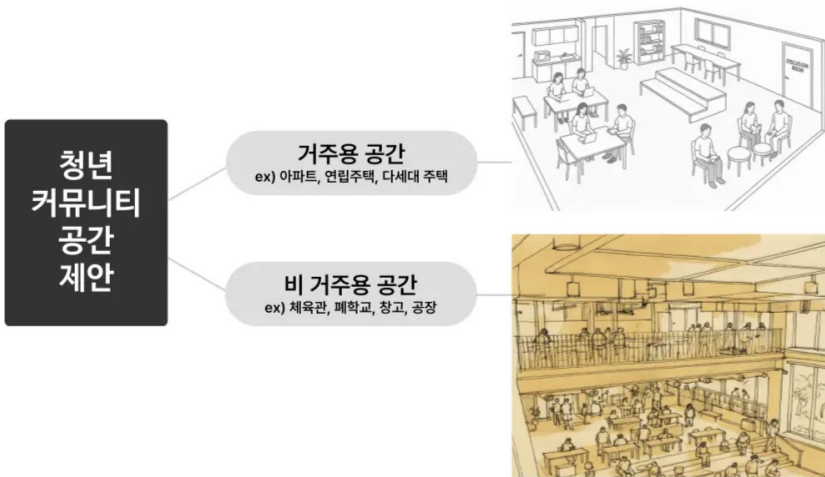 청년
커뮤니티
공간
제안
거주용 공간
ex) 아파트, 연립주택, 다세대 주택
비 거주용 공간
ex) 체육관, 폐학교, 창고, 공장